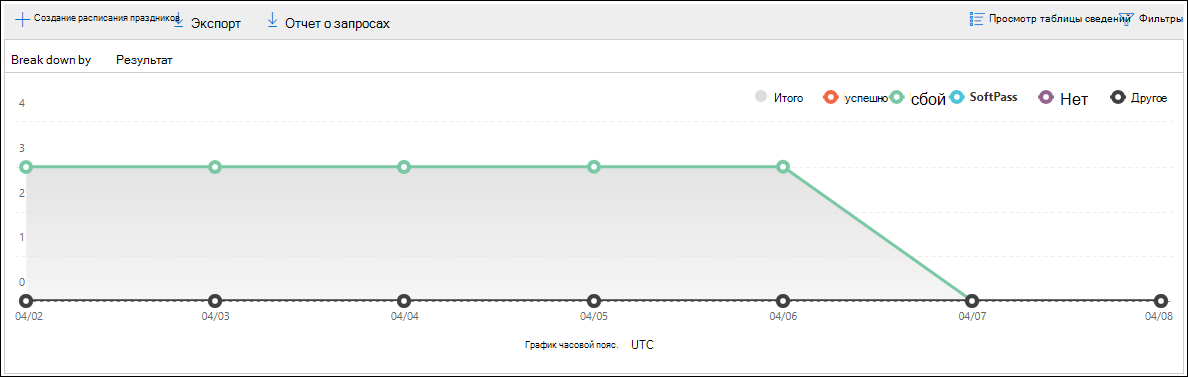 Создание расписания праздников Экспорт Отчет о запросах Просмотр таблицы сведений Фильтры
Break down by Результат
Итого успешно сбой SoftPass Нет Другое
4
3
2
1
0
04/02 04/03 04/04 04/05 04/06 04/07 04/08
График часовой пояс. UTC